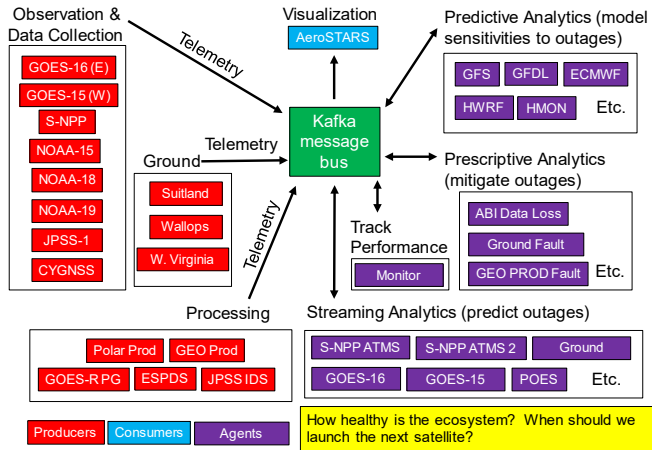 Observation &
Data Collection
GOES-16 (E)
GOES-15 (W)
S-NPP
NOAA-15
NOAA-18
NOAA-19
JPSS-1
CYGNSS
Telemetry
Visualization
AeroSTARS
Kafka
message
bus
Predictive Analytics (model
sensitivities to outages)
GFS GFDL ECMWF
HWRF HMON Etc.
Ground
Telemetry
Suitland
Wallops
W. Virginia
Prescriptive Analytics
(mitigate outages)
ABI Data Loss
Ground Fault
GEO PROD Fault Etc.
Track
Performance
Monitor
Telemetry
Processing
Polar Prod GEO Prod
GOES-R PG ESPDS JPSS IDS
Streaming Analytics (predict outages)
S-NPP ATMS S-NPP ATMS 2 Ground
GOES-16 GOES-15 POES Etc.
Producers Consumers Agents
How healthy is the ecosystem? When should we
launch the next satellite?